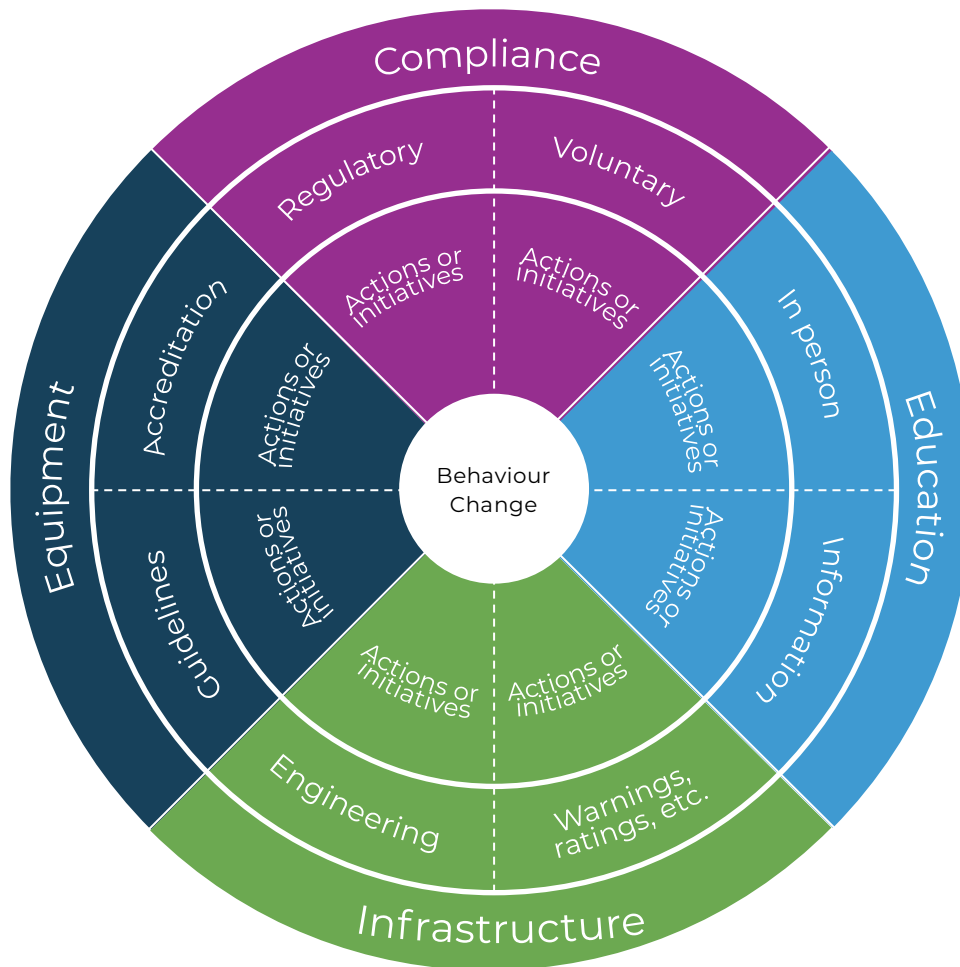 Compliance
Regulatory
Voluntary
Actions or
initiatives
Actions or
initiatives
Education
In person
Actions or
initiatives
Information
Actions or
initiatives
Infrastructure
Warnings,
ratings, etc.
Actions or
initiatives
Engineering
Actions or
initiatives
Equipment
Guidelines
Actions or
initiatives
Accreditation
Actions or
initiatives
Behaviour
Change